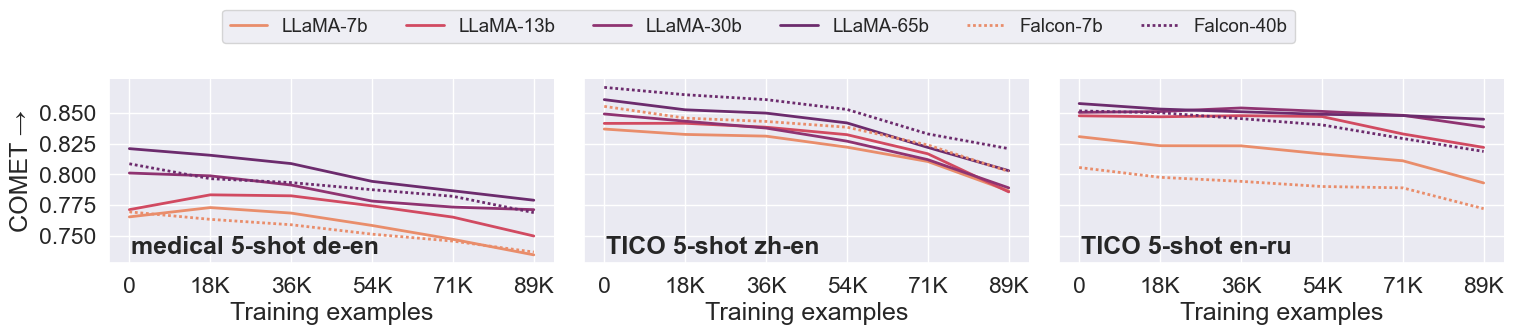 LLaMA-7b LLaMA-13b LLaMA-30b LLaMA-65b Falcon-7b Falcon-40b
COMET →
0.850
0.825
0.800
0.775
0.750
medical 5-shot de-en
0 18K 36K 54K 71K 89K
Training examples
TICO 5-shot zh-en
0 18K 36K 54K 71K 89K
Training examples
TICO 5-shot en-ru
0 18K 36K 54K 71K 89K
Training examples